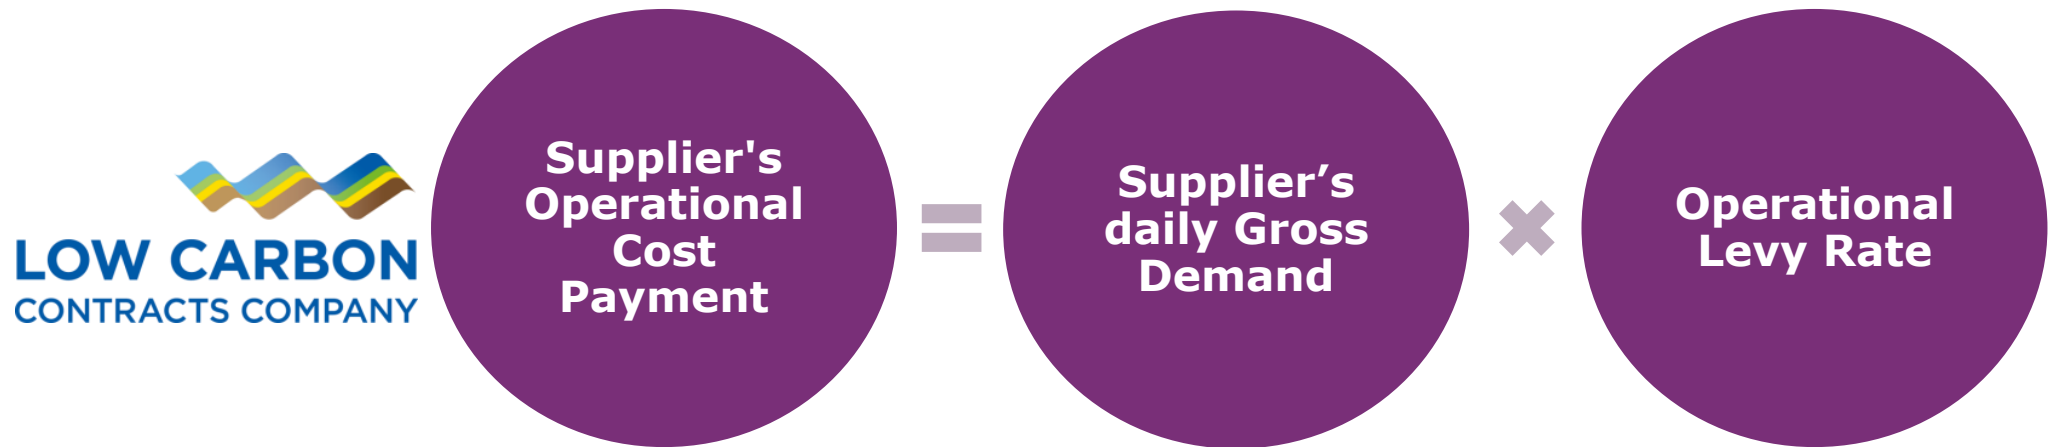 LOW CARBON
CONTRACTS COMPANY
Supplier's
Operational
Cost
Payment
=
Supplier’s
daily Gross
Demand
×
Operational
Levy Rate